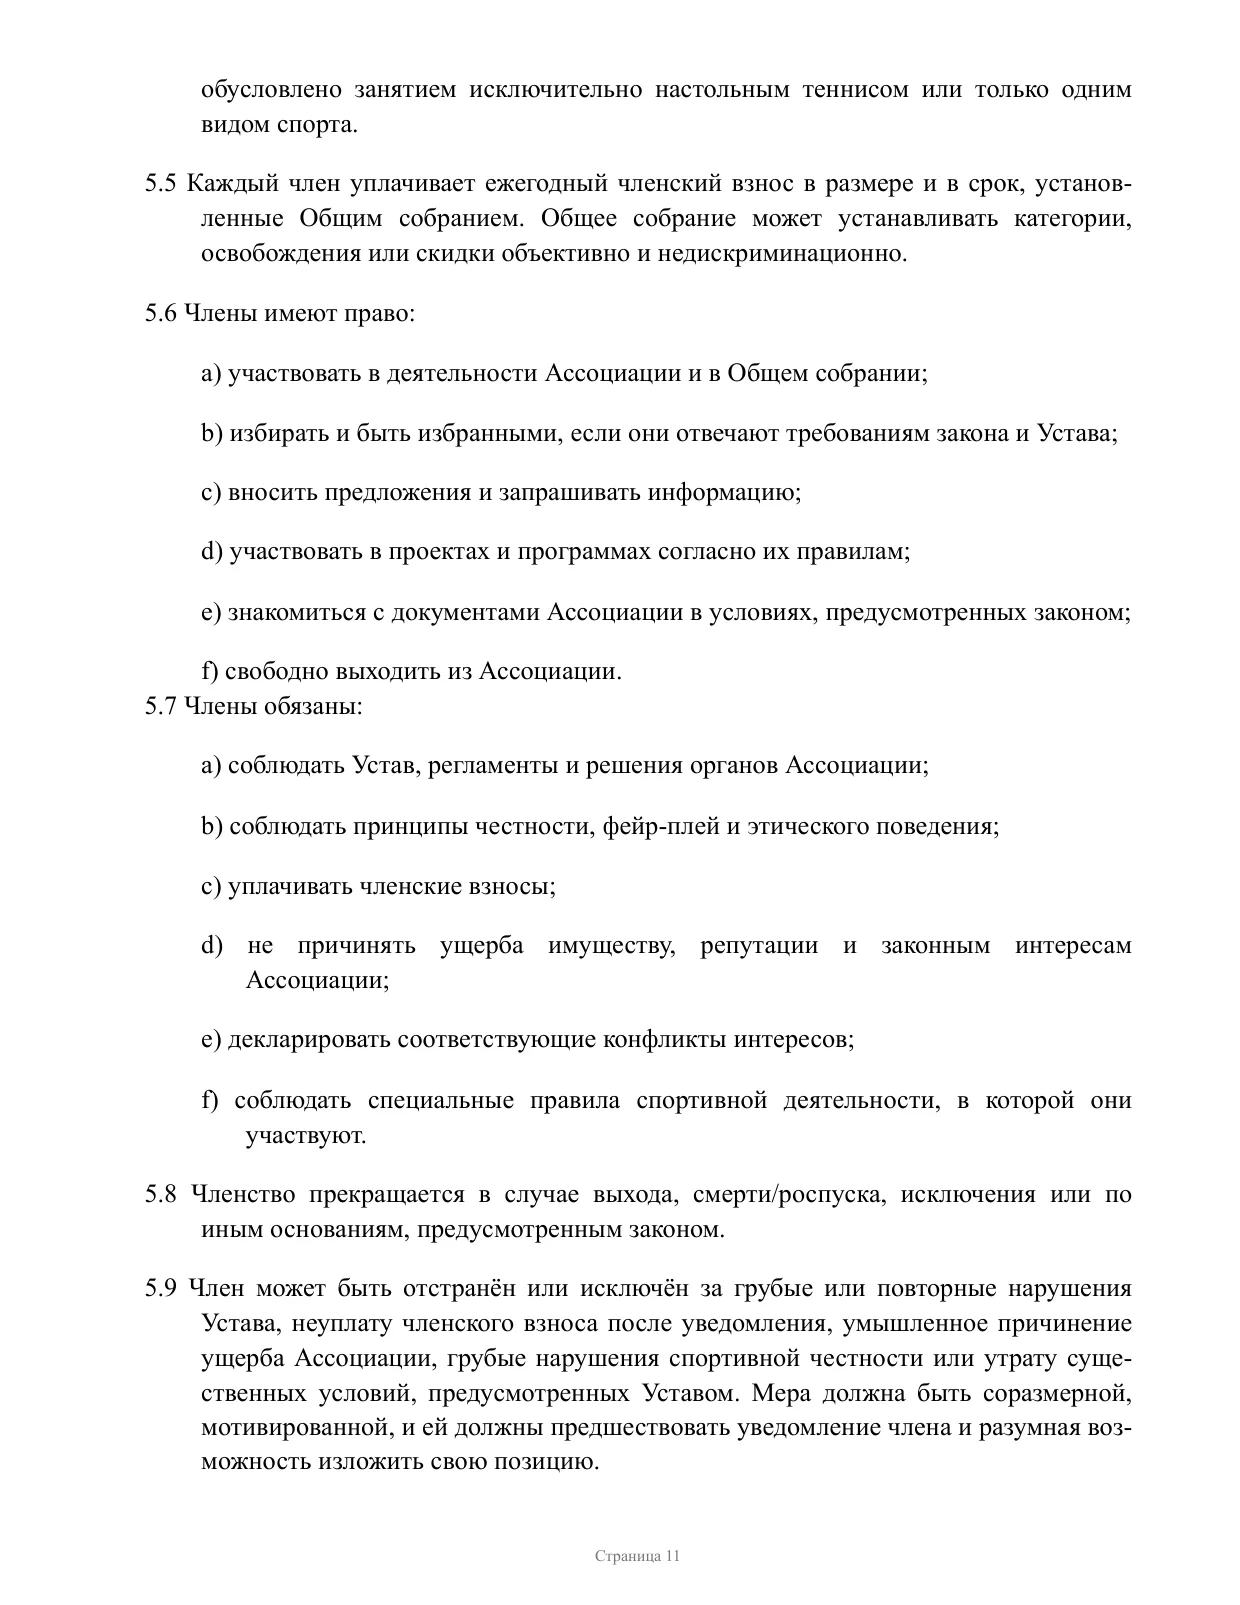 обусловлено занятием исключительно настольным теннисом или только одним
видом спорта.
5.5 Каждый член уплачивает ежегодный членский взнос в размере и в срок, установ-
ленные Общим собранием. Общее собрание может устанавливать категории,
освобождения или скидки объективно и недискриминационно.
5.6 Члены имеют право:
a) участвовать в деятельности Ассоциации и в Общем собрании;
b) избирать и быть избранными, если они отвечают требованиям закона и Устава;
c) вносить предложения и запрашивать информацию;
d) участвовать в проектах и программах согласно их правилам;
e) знакомиться с документами Ассоциации в условиях, предусмотренных законом;
f) свободно выходить из Ассоциации.
5.7 Члены обязаны:
a) соблюдать Устав, регламенты и решения органов Ассоциации;
b) соблюдать принципы честности, фейр-плей и этического поведения;
c) уплачивать членские взносы;
d) не причинять ущерба имуществу, репутации и законным интересам
Ассоциации;
e) декларировать соответствующие конфликты интересов;
f) соблюдать специальные правила спортивной деятельности, в которой они
участвуют.
5.8 Членство прекращается в случае выхода, смерти/роспуска, исключения или по
иным основаниям, предусмотренным законом.
5.9 Член может быть отстранён или исключён за грубые или повторные нарушения
Устава, неуплату членского взноса после уведомления, умышленное причинение
ущерба Ассоциации, грубые нарушения спортивной честности или утрату суще-
ственных условий, предусмотренных Уставом. Мера должна быть соразмерной,
мотивированной, и ей должны предшествовать уведомление члена и разумная воз-
можность изложить свою позицию.
Страница 11